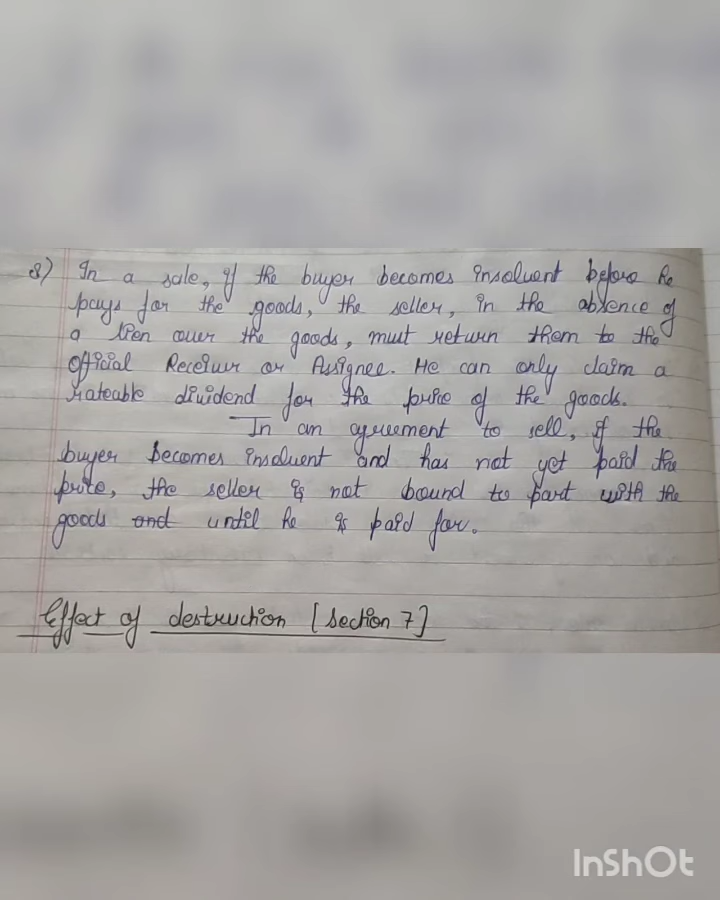 8) In a sale, if the buyer becomes insolvent before he
pays for the goods, the seller, in the absence of
a lien over the goods, must return them to the
official Receiver or Assignee. He can only claim a
rateable dividend for the price of the goods.
In an agreement to sell, if the
buyer becomes insolvent and has not yet paid the
price, the seller is not bound to part with the
goods and until he is paid for.
Effect of destruction [section 7]
InShOt